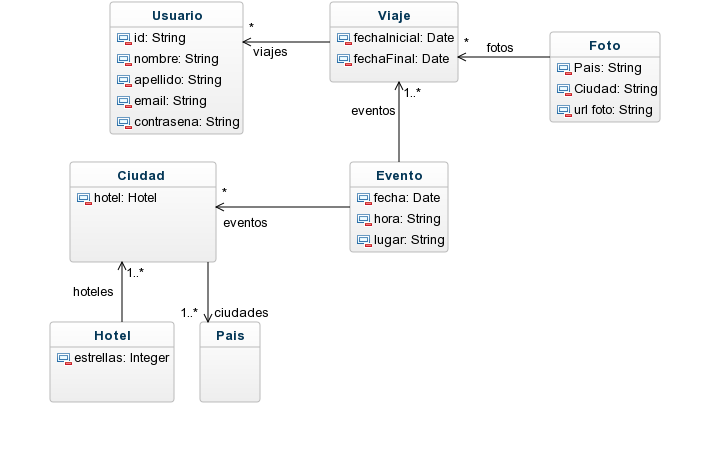 Usuario
id: String
nombre: String
apellido: String
email: String
contrasena: String
*
viajes
Viaje
fechaInicial: Date
fechaFinal: Date
*
fotos
Foto
Pais: String
Ciudad: String
url foto: String
1..*
eventos
Ciudad
hotel: Hotel
*
eventos
Evento
fecha: Date
hora: String
lugar: String
1..*
hoteles
1..*
ciudades
Hotel
estrellas: Integer
Pais